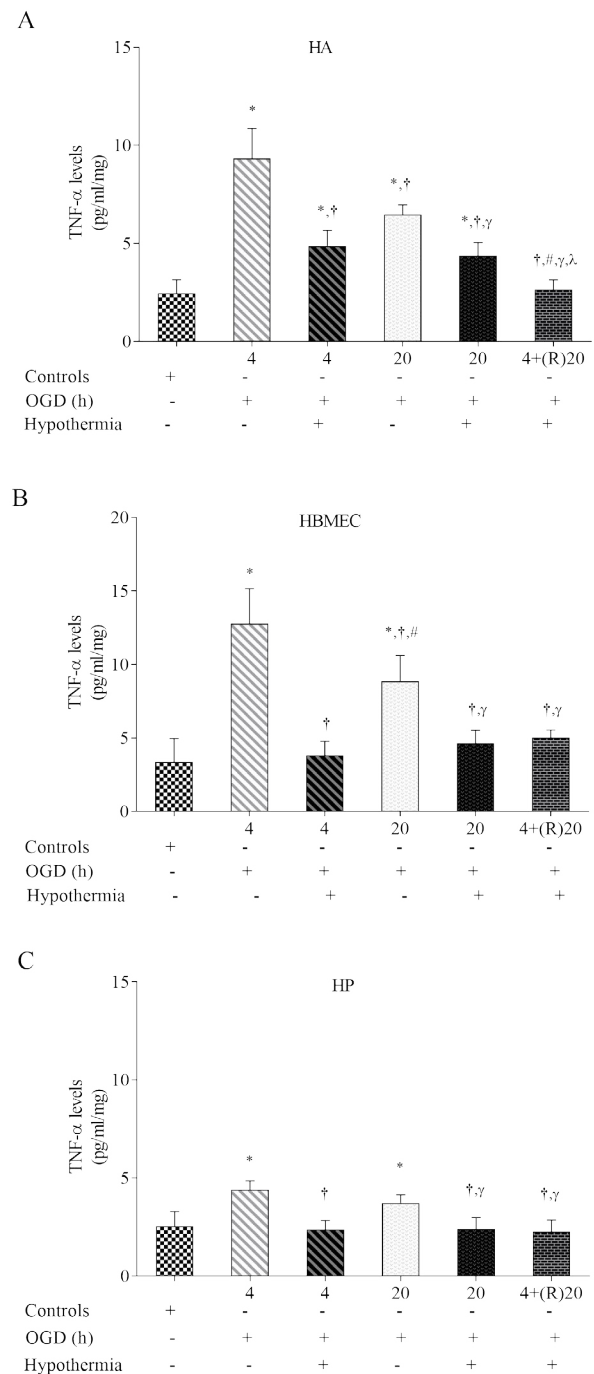 A
HA
TNF-α levels
(pg/ml/mg)
15
10
5
0
*
*,†
*,†
*,†,γ
†,#,γ,λ
4 4 20 20 4+(R)20
Controls + - - - - -
OGD (h) - + + + + +
Hypothermia - - + - + +
B
HBMEC
TNF-α levels
(pg/ml/mg)
20
15
10
5
0
*
†
*,†,#
†,γ
†,γ
4 4 20 20 4+(R)20
Controls + - - - - -
OGD (h) - + + + + +
Hypothermia - - + - + +
C
HP
TNF-α levels
(pg/ml/mg)
15
10
5
0
*
†
*
†,γ
†,γ
4 4 20 20 4+(R)20
Controls + - - - - -
OGD (h) - + + + + +
Hypothermia - - + - + +